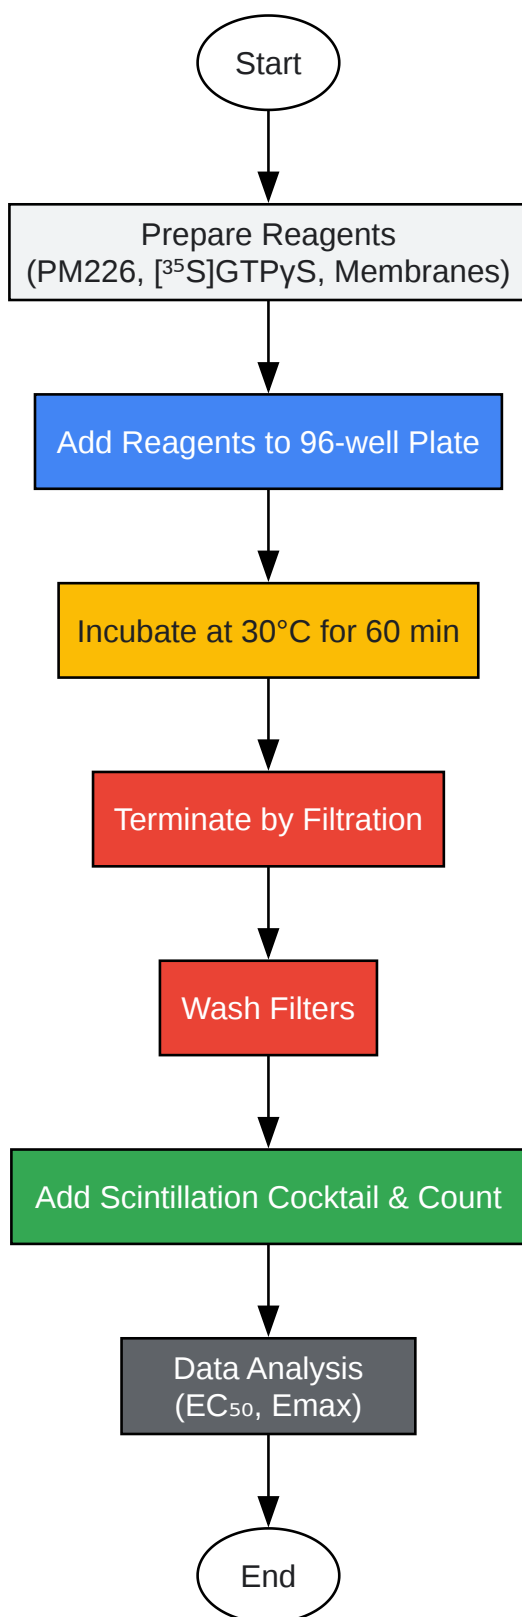 Start
Prepare Reagents
(PM226, [³⁵S]GTPγS, Membranes)
Add Reagents to 96-well Plate
Incubate at 30°C for 60 min
Terminate by Filtration
Wash Filters
Add Scintillation Cocktail & Count
Data Analysis
(EC₅₀, Emax)
End